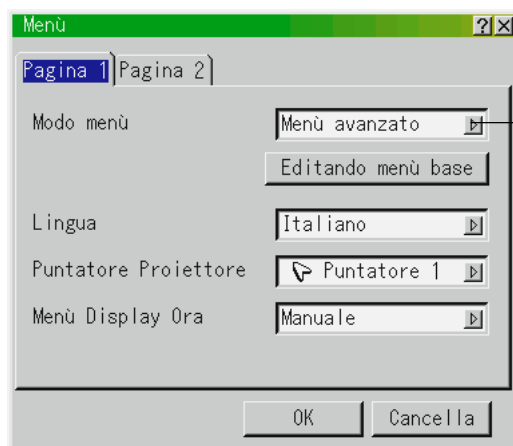 Menù
Pagina 1 Pagina 2
Modo menù Menù avanzato
Editando menù base
Lingua Italiano
Puntatore Proiettore Puntatore 1
Menù Display Ora Manuale
OK Cancella